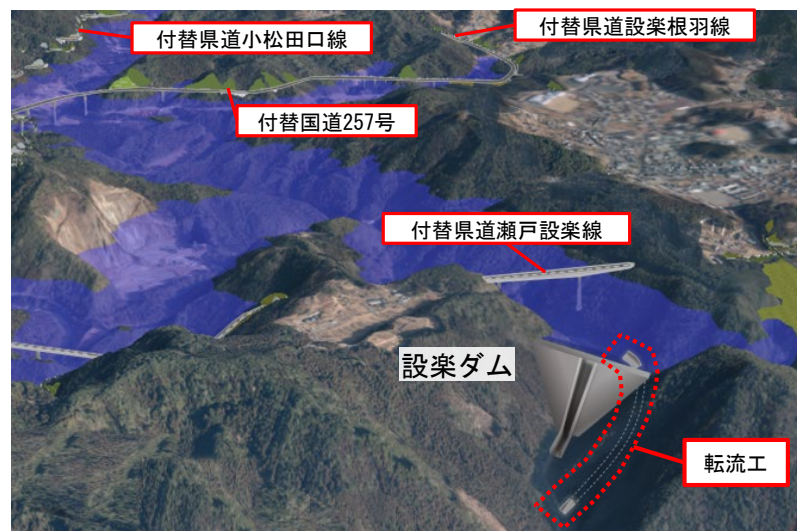 付替県道小松田口線
付替県道設楽根羽線
付替国道257号
付替県道瀬戸設楽線
設楽ダム
転流工